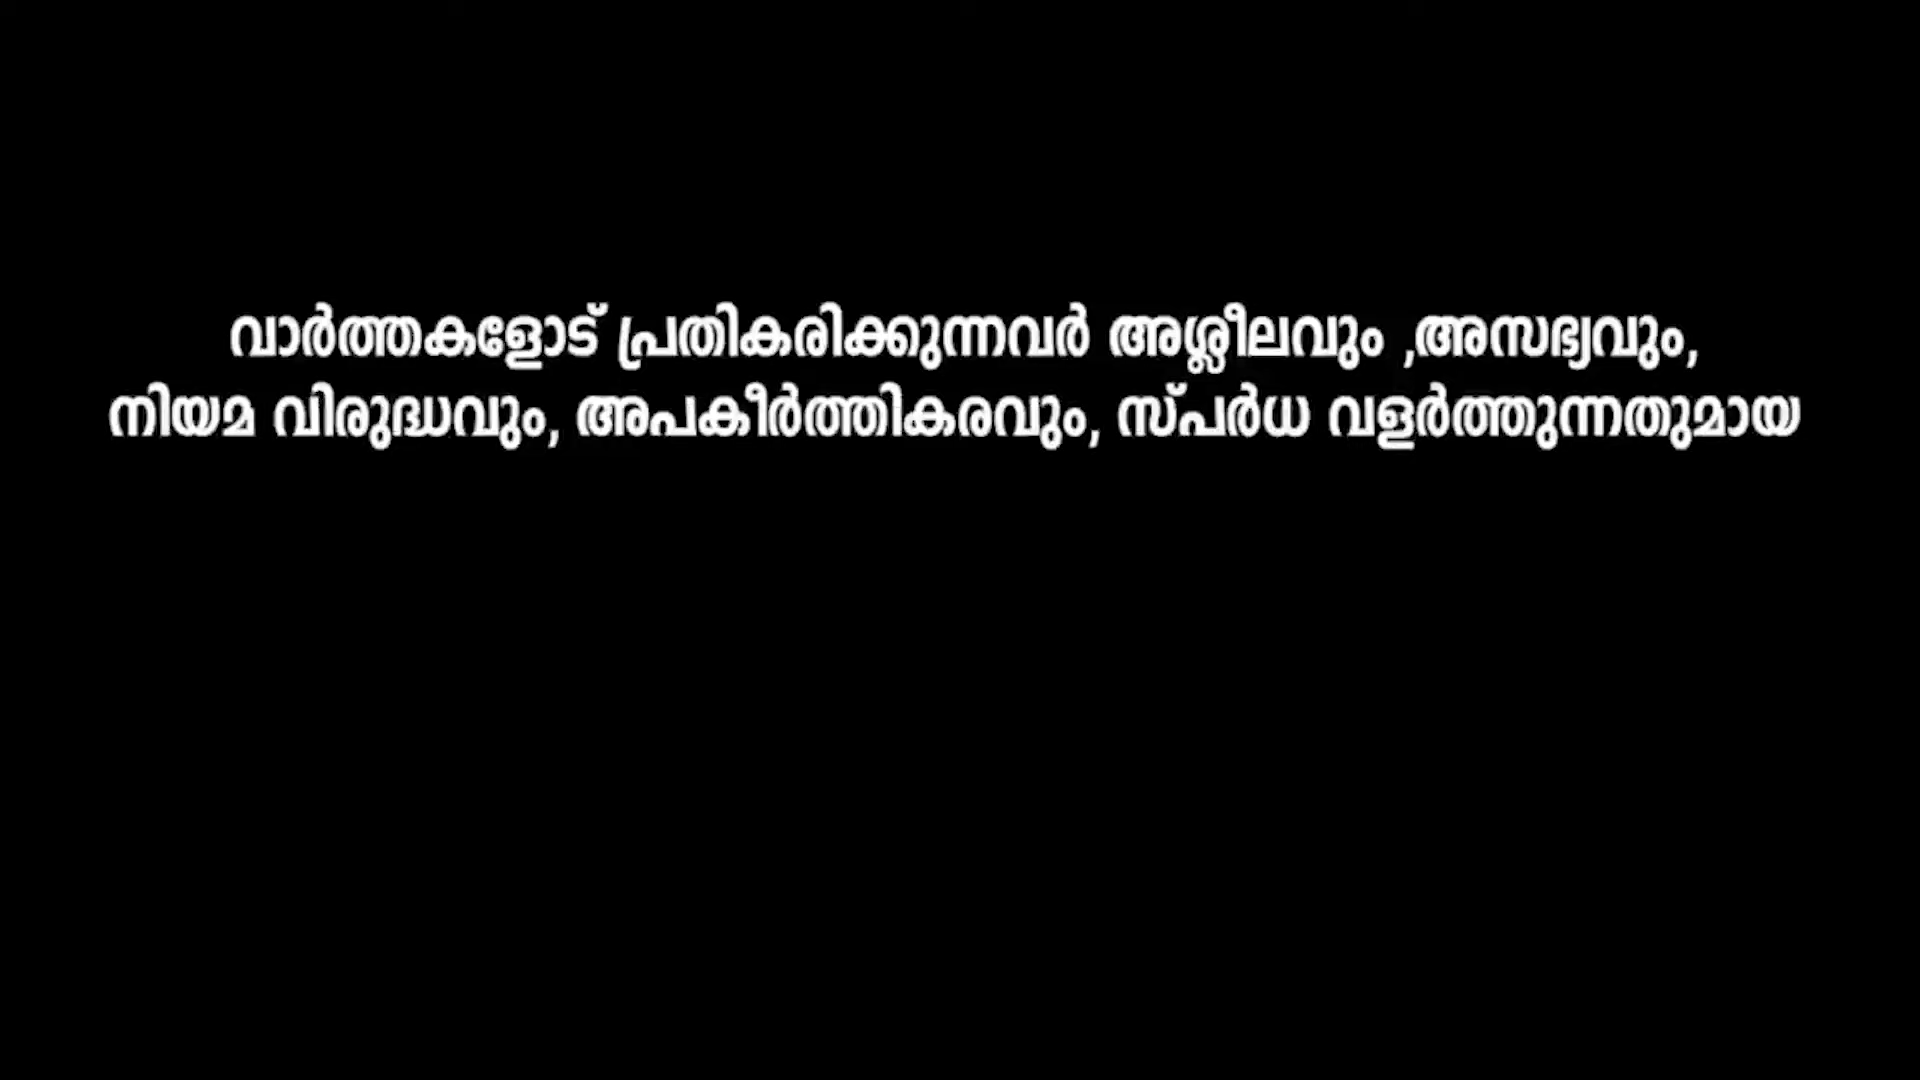 വാർത്തകളോട് പ്രതികരിക്കുന്നവർ അശ്ലീലവും ,അസഭ്യവും,
നിയമ വിരുദ്ധവും, അപകീർത്തികരവും, സ്പർധ വളർത്തുന്നതുമായ